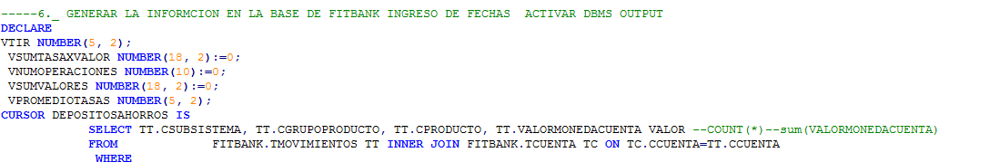 -----6._ GENERAR LA INFORMCION EN LA BASE DE FITBANK INGRESO DE FECHAS  ACTIVAR DBMS OUTPUT
DECLARE
VTIR NUMBER(5, 2);
 VSUMTASAXVALOR NUMBER(18, 2):=0;
 VNUMOPERACIONES NUMBER(10):=0;
 VSUMVALORES NUMBER(18, 2):=0;
 VPROMEDIOTASAS NUMBER(5, 2);
CURSOR DEPOSITOSAHORROS IS
            SELECT TT.CSUBSISTEMA, TT.CGRUPOPRODUCTO, TT.CPRODUCTO, TT.VALORMONEDACUENTA VALOR --COUNT(*)--sum(VALORMONEDACUENTA)
            FROM             FITBANK.TMOVIMIENTOS TT INNER JOIN FITBANK.TCUENTA TC ON TC.CCUENTA=TT.CCUENTA
             WHERE